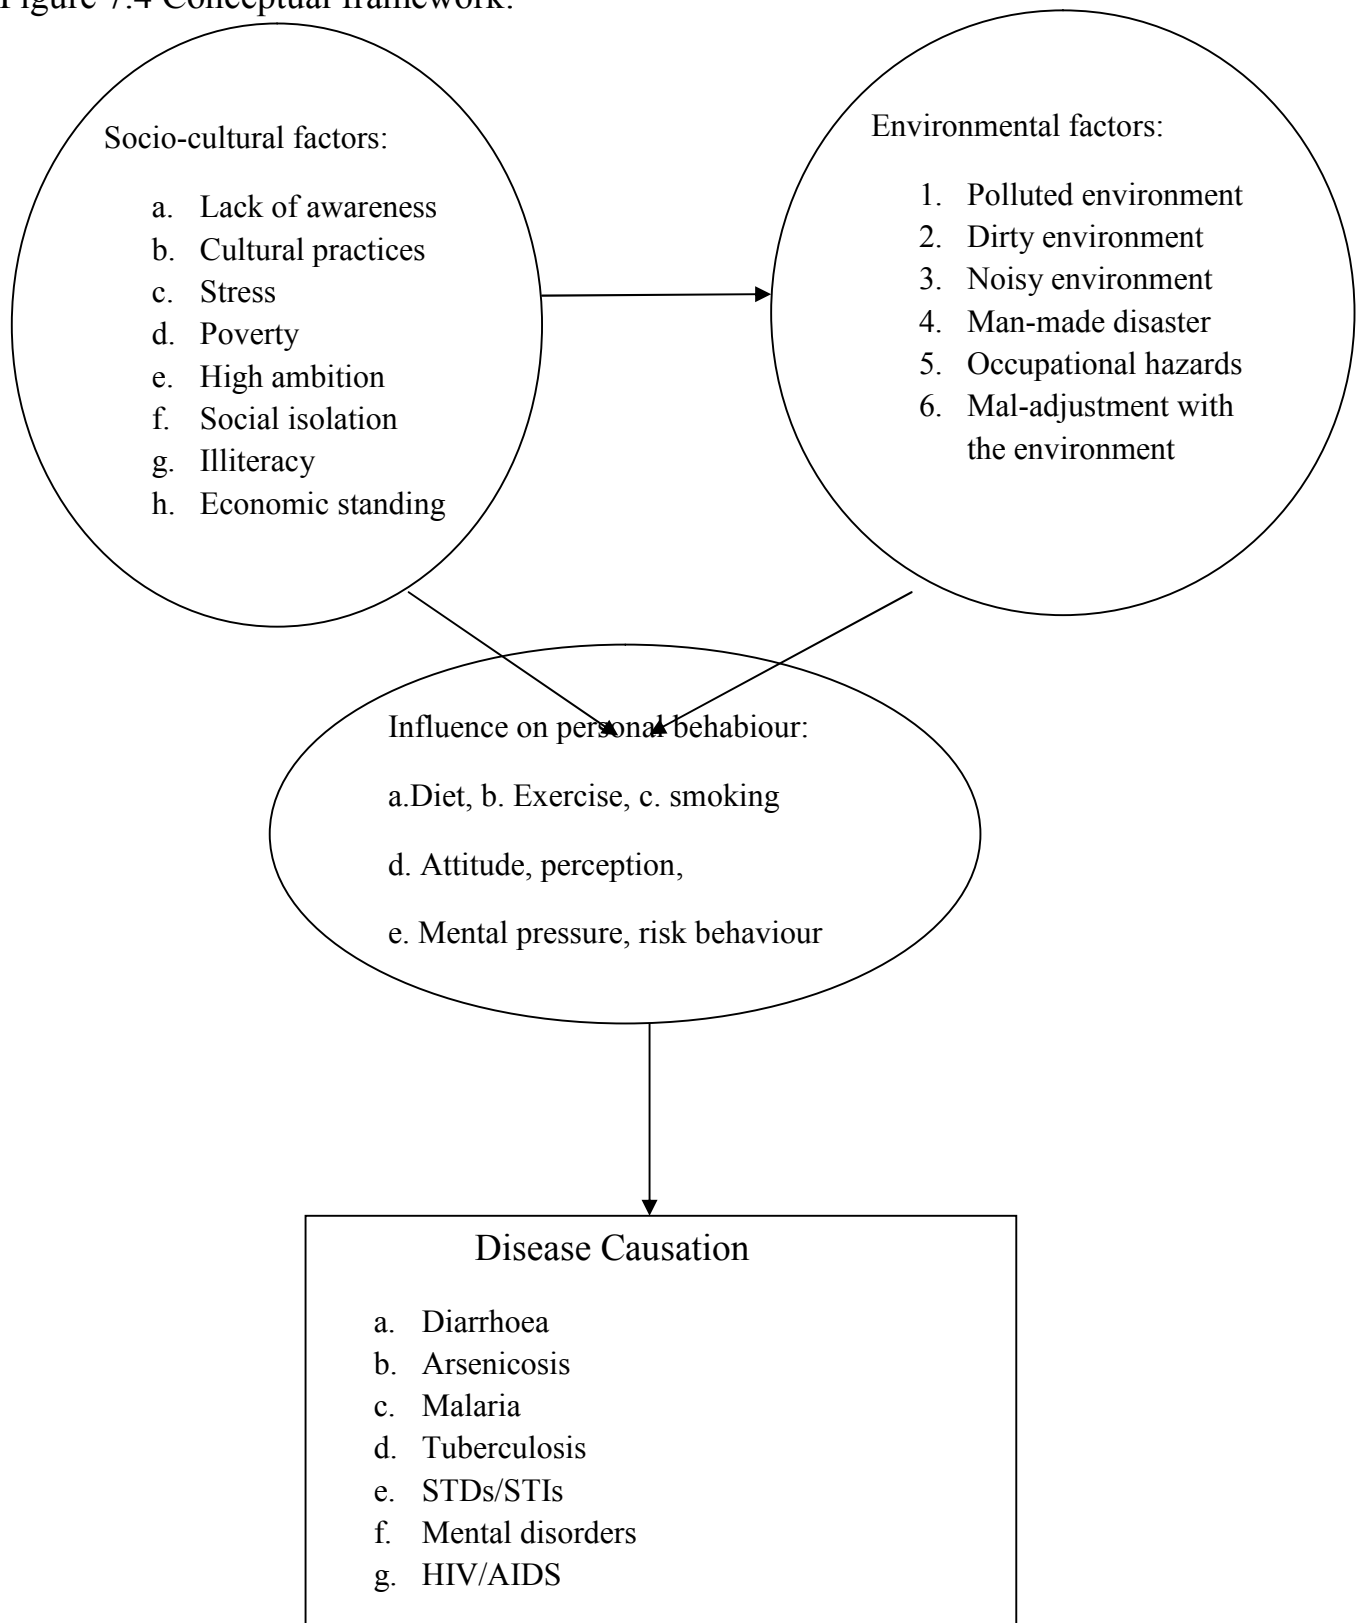 Figure 7.4 Conceptual framework:
Socio-cultural factors:
a. Lack of awareness
b. Cultural practices
c. Stress
d. Poverty
e. High ambition
f. Social isolation
g. Illiteracy
h. Economic standing
Environmental factors:
1. Polluted environment
2. Dirty environment
3. Noisy environment
4. Man-made disaster
5. Occupational hazards
6. Mal-adjustment with
the environment
Influence on personal behabiour:
a.Diet, b. Exercise, c. smoking
d. Attitude, perception,
e. Mental pressure, risk behaviour
Disease Causation
a. Diarrhoea
b. Arsenicosis
c. Malaria
d. Tuberculosis
e. STDs/STIs
f. Mental disorders
g. HIV/AIDS